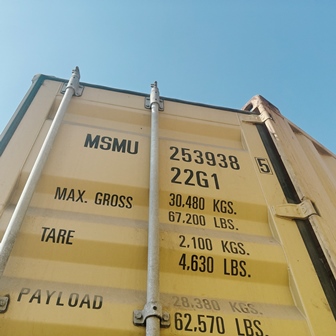 MSMU 253938 5
22G1
MAX. GROSS 30.480 KGS.
67.200 LBS.
TARE 2.100 KGS.
4.630 LBS.
PAYLOAD 28.380 KGS.
62.570 LBS.